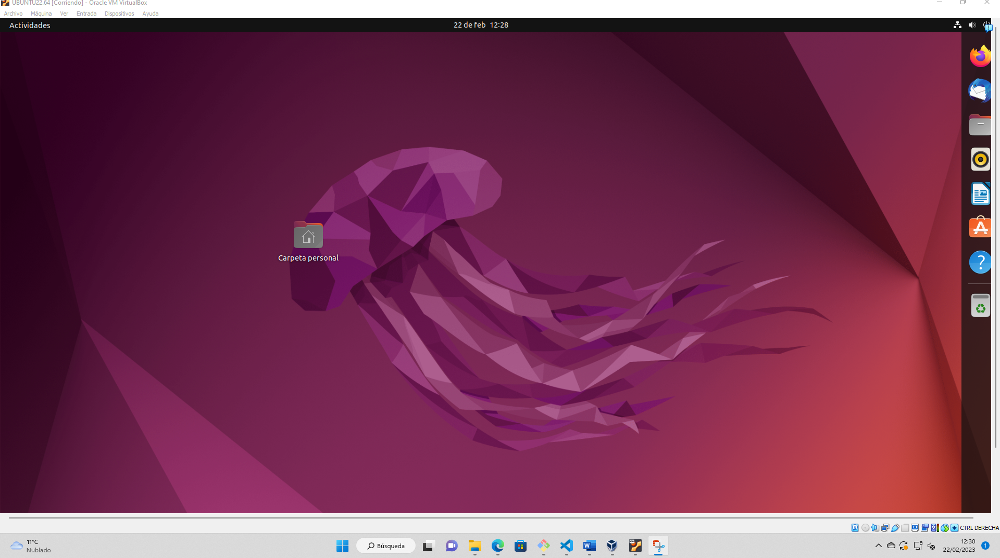 UBUNTU22.64 [Corriendo] - Oracle VM VirtualBox
Archivo Máquina Ver Entrada Dispositivos Ayuda
Actividades 22 de feb 12:28
Carpeta personal
CTRL DERECHA
11°C
Nublado
Búsqueda
12:30
22/02/2023
1